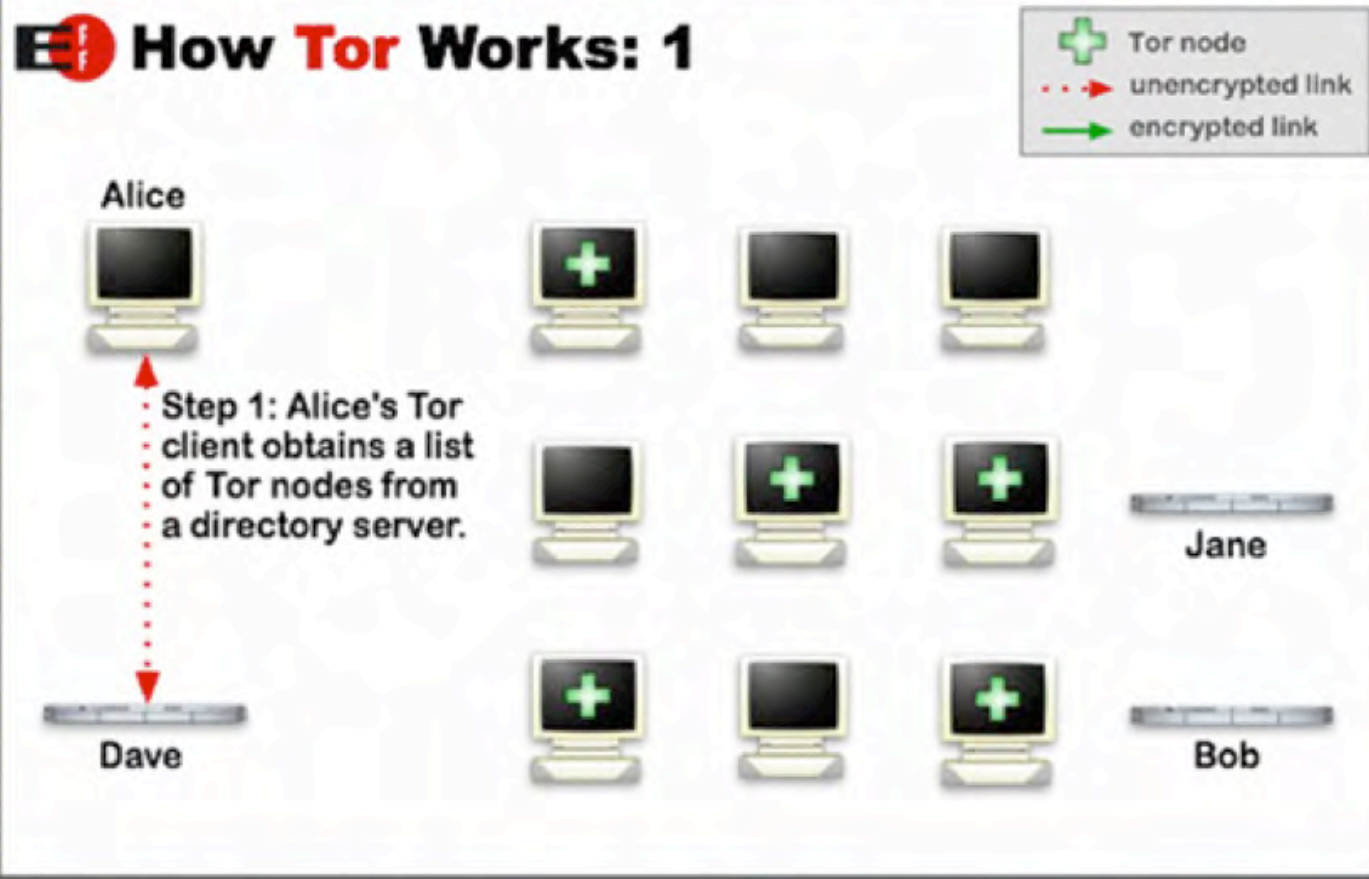 EFF How Tor Works: 1
Tor node
unencrypted link
encrypted link
Alice
Step 1: Alice's Tor
client obtains a list
of Tor nodes from
a directory server.
Jane
Dave
Bob